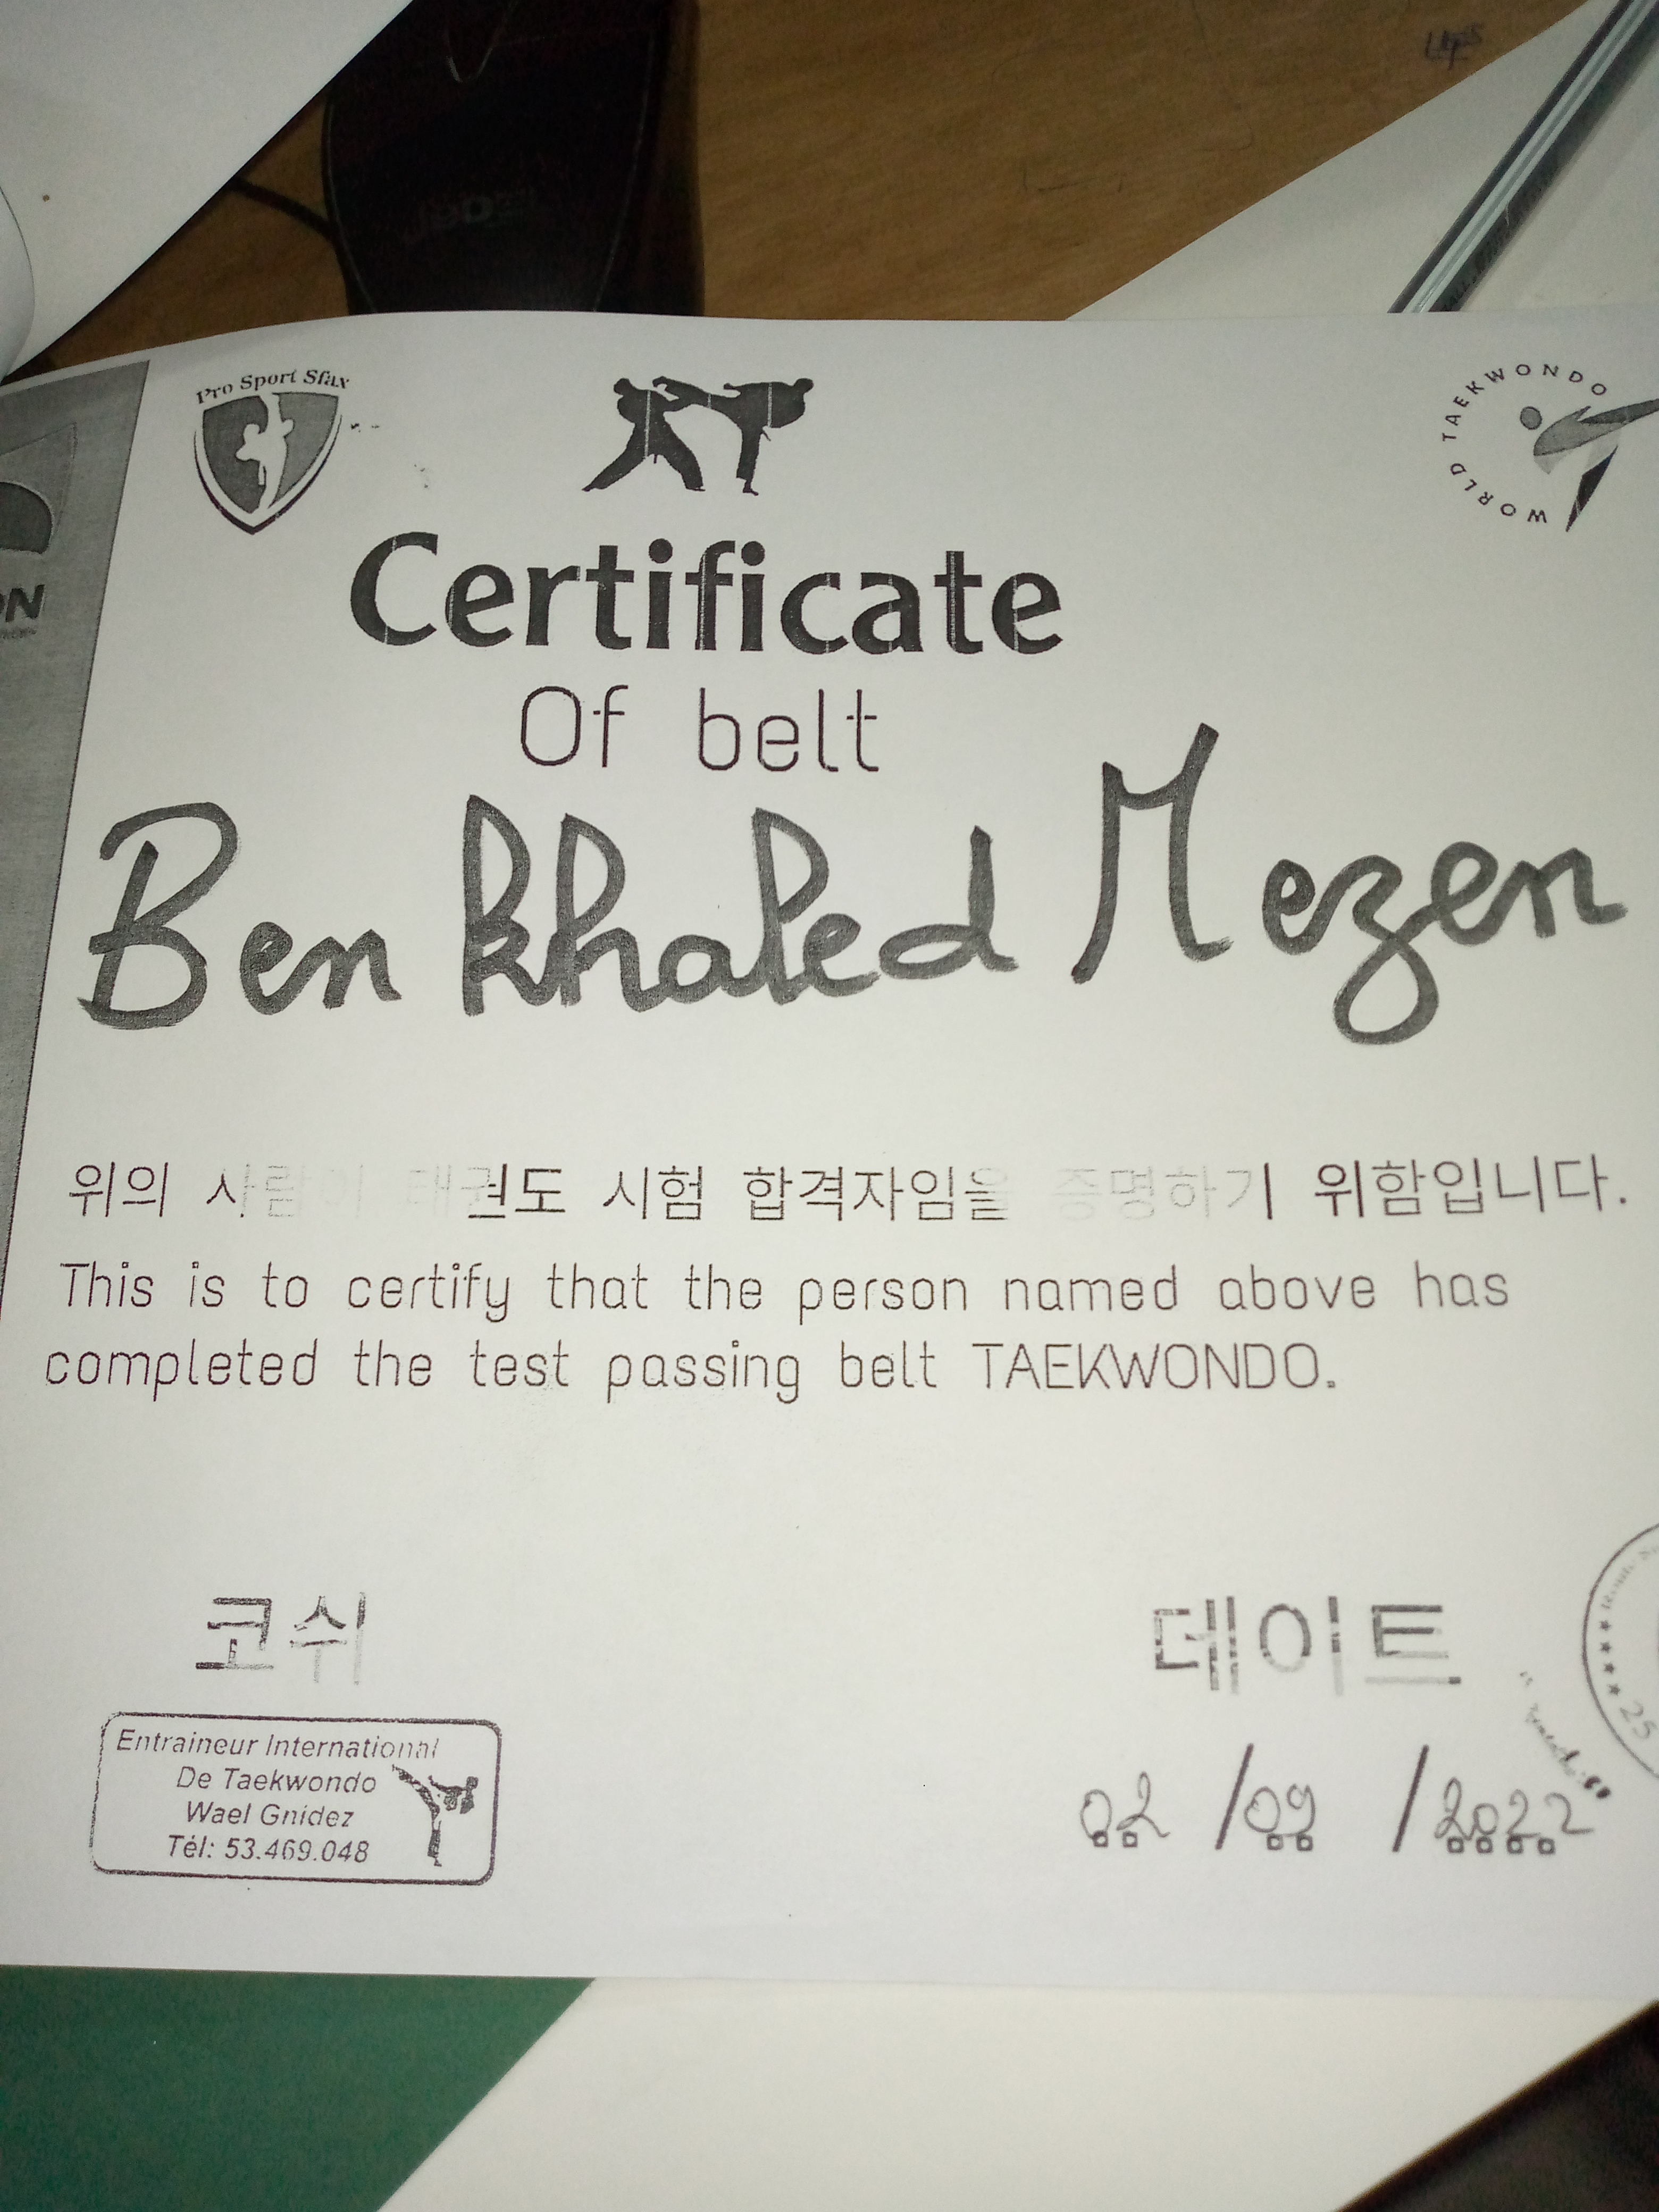 Pro Sport Sfax
WORLD TAEKWONDO
Certificate
Of belt
Ben Khaled Mezen
위의 사람이 태권도 시험 합격자임을 증명하기 위함입니다.
This is to certify that the person named above has
completed the test passing belt TAEKWONDO.
코쉬
데이트
Entraineur International
De Taekwondo
Wael Gnidez
Tél: 53.469.048
02 /09 /2022
25